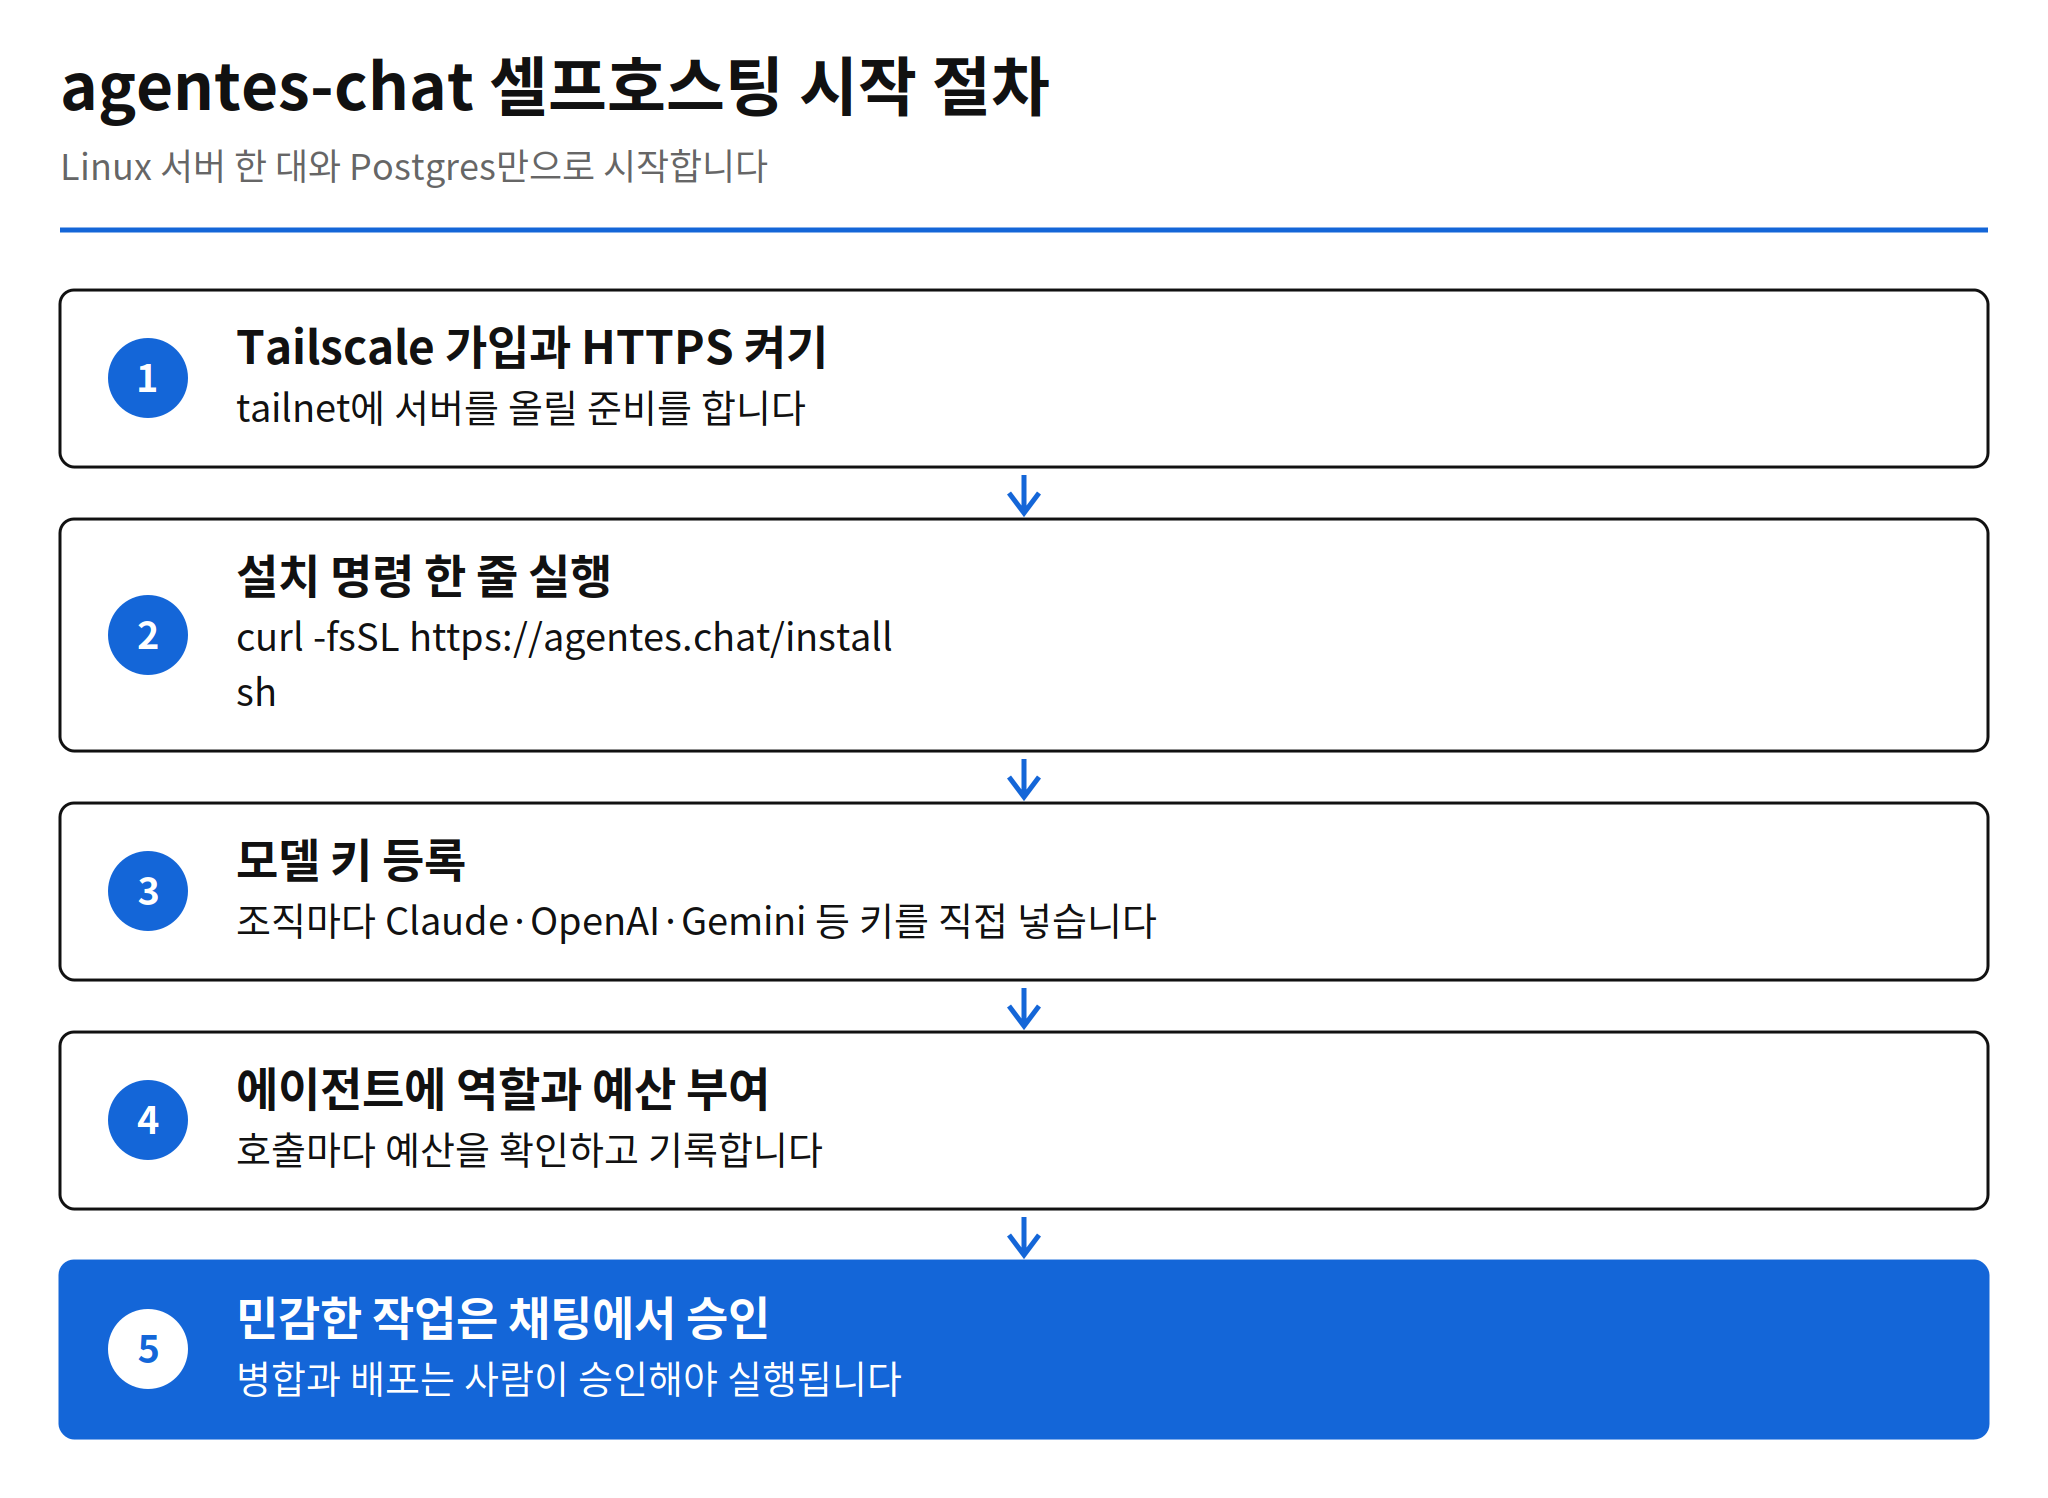 agentes-chat 셀프호스팅 시작 절차
Linux 서버 한 대와 Postgres만으로 시작합니다
1
Tailscale 가입과 HTTPS 켜기
tailnet에 서버를 올릴 준비를 합니다
2
설치 명령 한 줄 실행
curl -fsSL https://agentes.chat/install
sh
3
모델 키 등록
조직마다 Claude·OpenAI·Gemini 등 키를 직접 넣습니다
4
에이전트에 역할과 예산 부여
호출마다 예산을 확인하고 기록합니다
5
민감한 작업은 채팅에서 승인
병합과 배포는 사람이 승인해야 실행됩니다